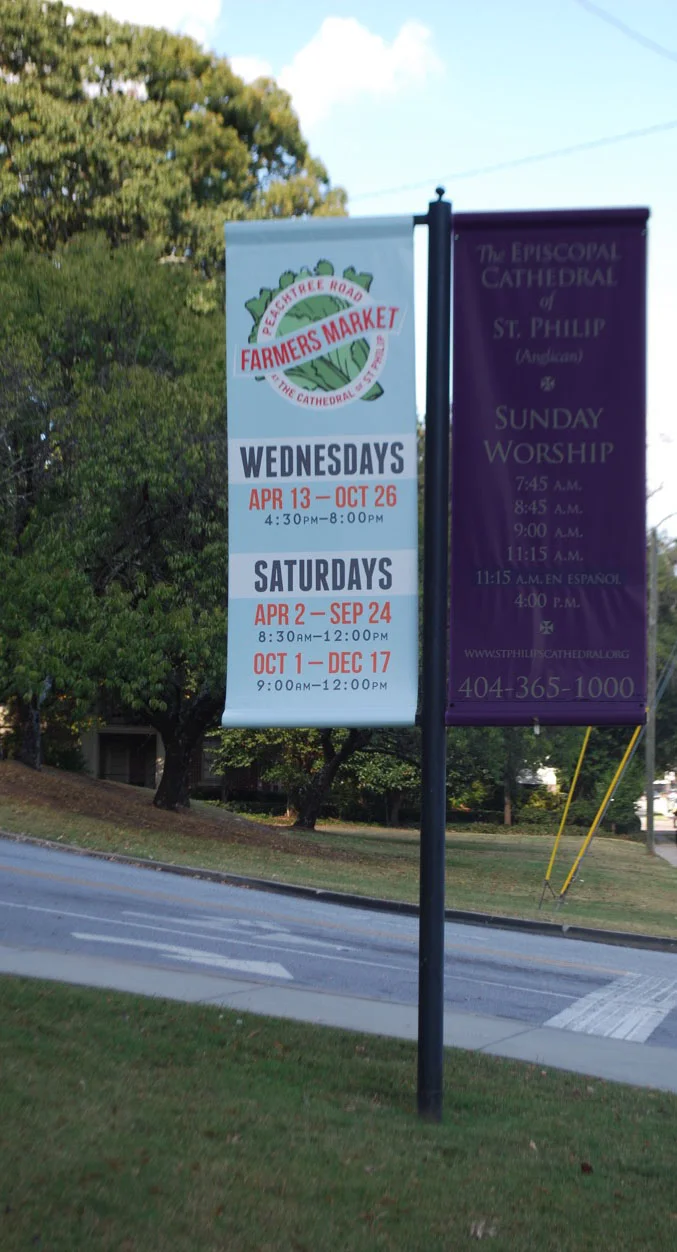 PEACHTREE ROAD
FARMERS MARKET
AT THE CATHEDRAL OF ST PHILIP
WEDNESDAYS
APR 13 — OCT 26
4:30PM—8:00PM
SATURDAYS
APR 2 — SEP 24
8:30AM—12:00PM
OCT 1 — DEC 17
9:00AM—12:00PM
The EPISCOPAL
CATHEDRAL
of
ST. PHILIP
(Anglican)
SUNDAY
WORSHIP
7:45 A.M.
8:45 A.M.
9:00 A.M.
11:15 A.M.
11:15 A.M. EN ESPAÑOL
4:00 P.M.
WWW.STPHILIPSCATHEDRAL.ORG
404-365-1000